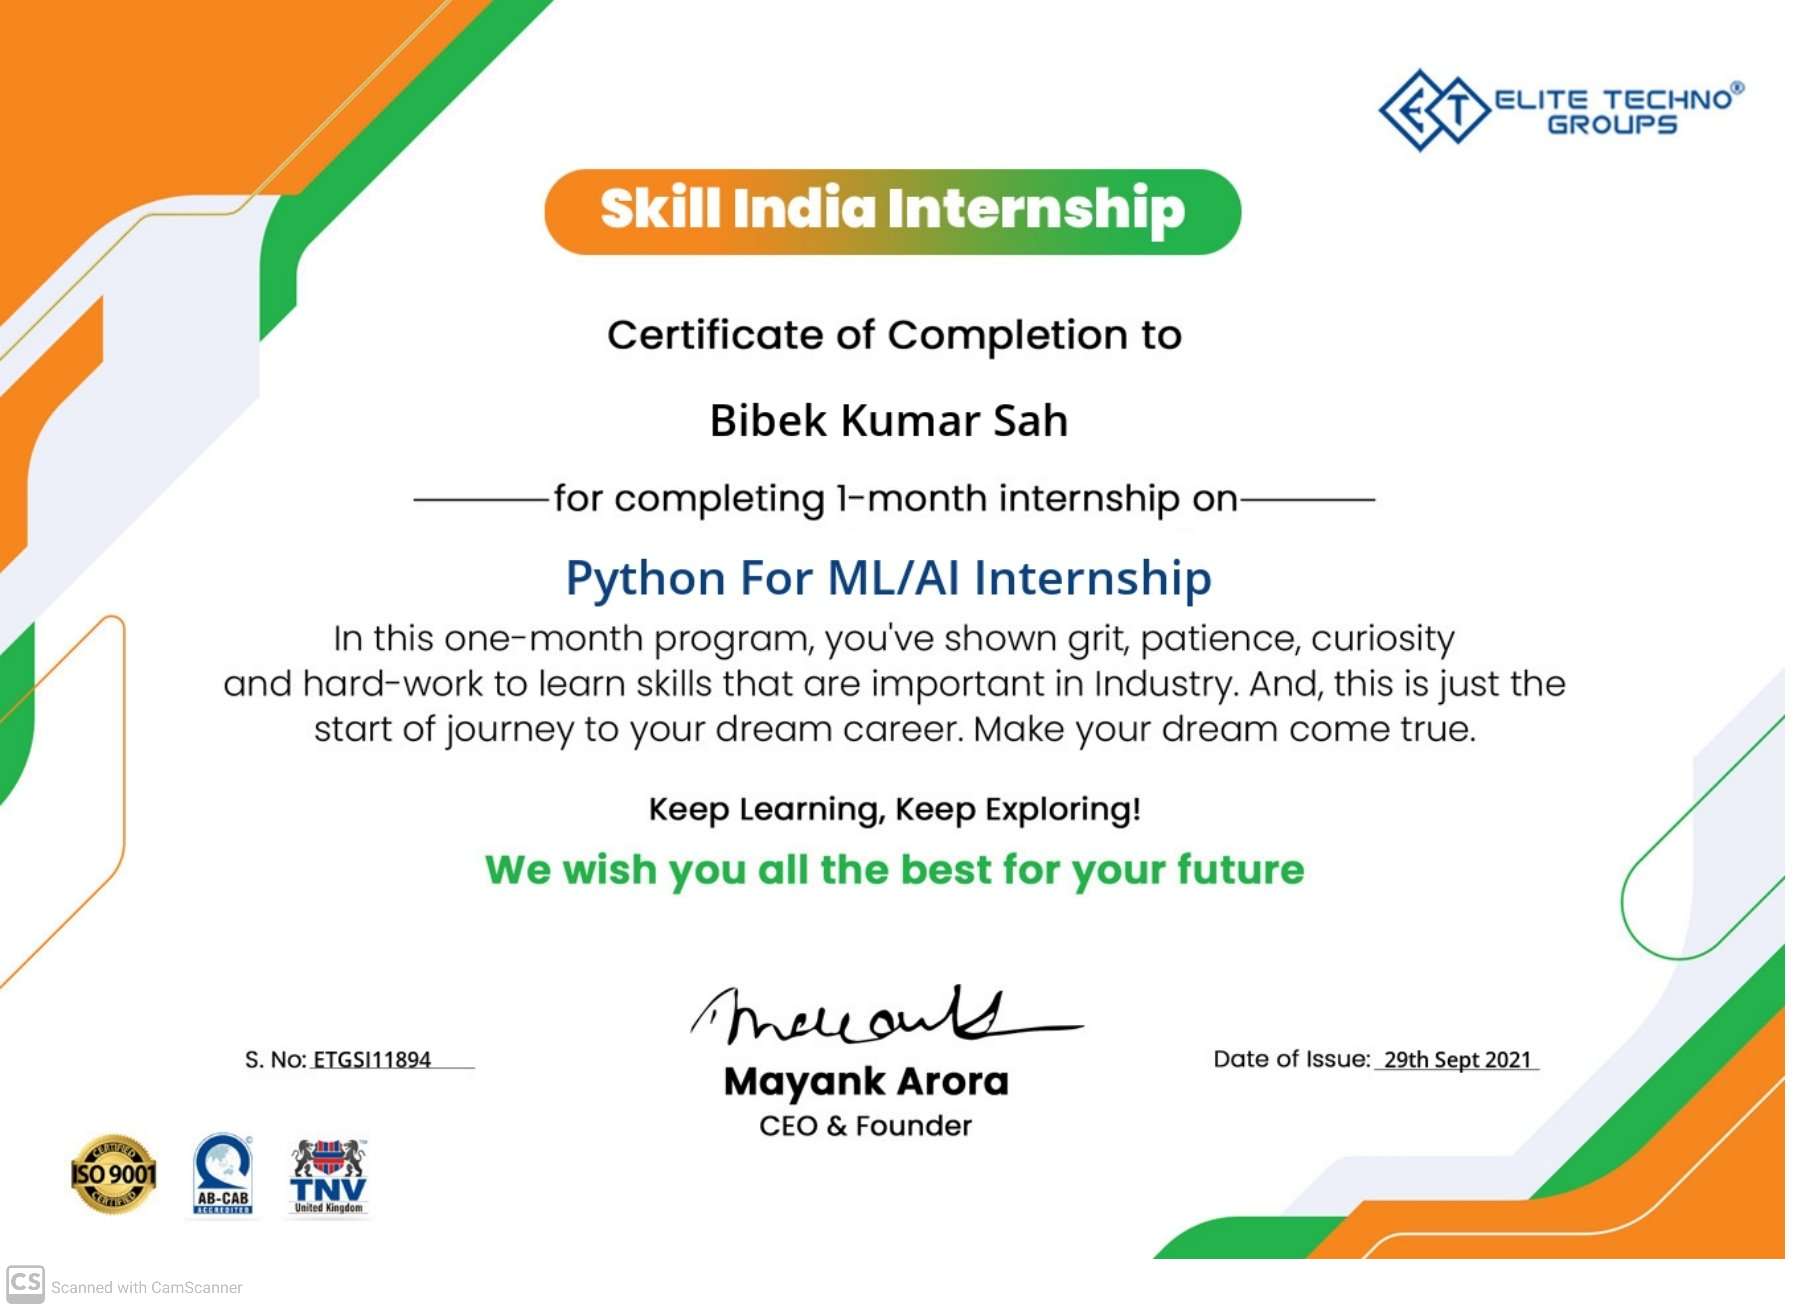 ET ELITE TECHNO®
GROUPS
Skill India Internship
Certificate of Completion to
Bibek Kumar Sah
for completing 1-month internship on
Python For ML/AI Internship
In this one-month program, you've shown grit, patience, curiosity
and hard-work to learn skills that are important in Industry. And, this is just the
start of journey to your dream career. Make your dream come true.
Keep Learning, Keep Exploring!
We wish you all the best for your future
S. No: ETGSI11894
Mayank Arora
CEO & Founder
Date of Issue: 29th Sept 2021
CERTIFIED
ISO 9001
CERTIFIED
©
AB-CAB
ACCREDITED
TM
TNV
United Kingdom
CS Scanned with CamScanner